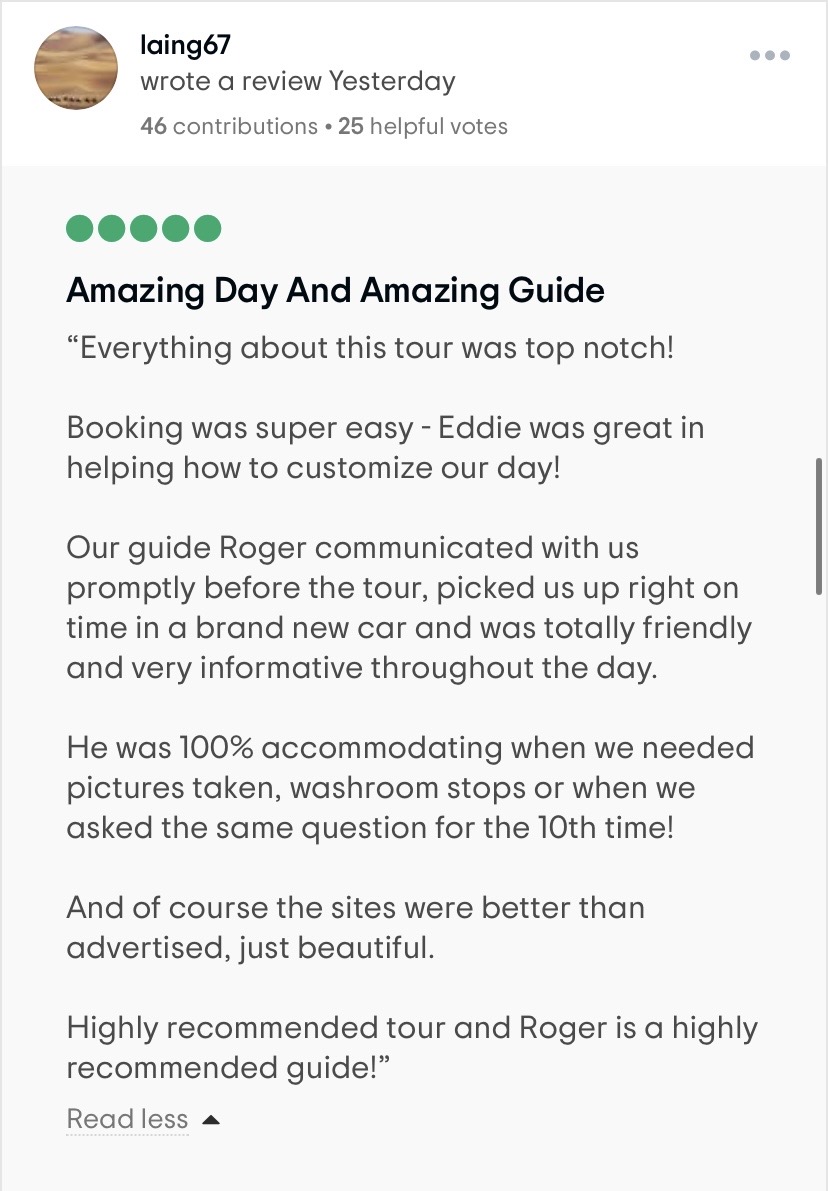 laing67
wrote a review Yesterday
46 contributions • 25 helpful votes
Amazing Day And Amazing Guide
“Everything about this tour was top notch!
Booking was super easy - Eddie was great in
helping how to customize our day!
Our guide Roger communicated with us
promptly before the tour, picked us up right on
time in a brand new car and was totally friendly
and very informative throughout the day.
He was 100% accommodating when we needed
pictures taken, washroom stops or when we
asked the same question for the 10th time!
And of course the sites were better than
advertised, just beautiful.
Highly recommended tour and Roger is a highly
recommended guide!”
Read less